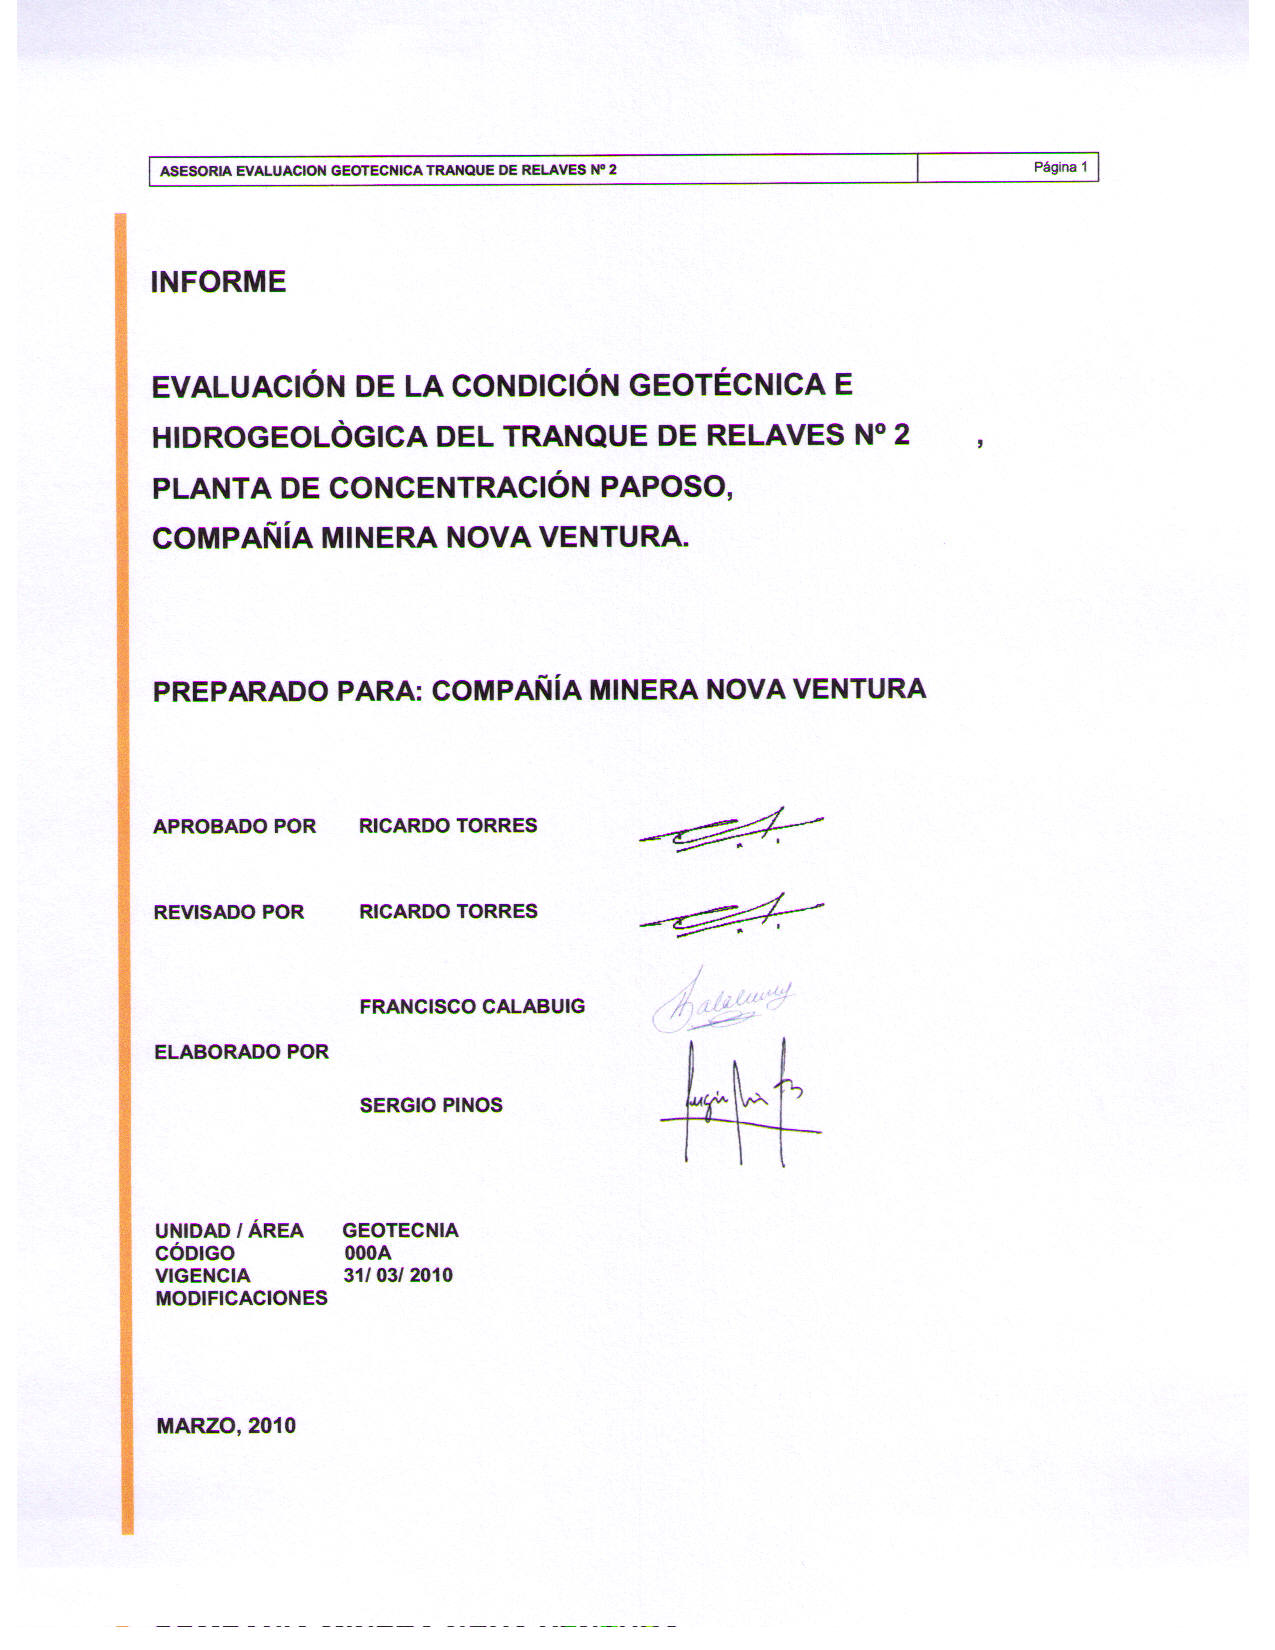 ASESORIA EVALUACION GEOTECNICA TRANQUE DE RELAVES Nº 2 Página 1
INFORME
EVALUACIÓN DE LA CONDICIÓN GEOTÉCNICA E
HIDROGEOLÒGICA DEL TRANQUE DE RELAVES Nº 2 ,
PLANTA DE CONCENTRACIÓN PAPOSO,
COMPAÑÍA MINERA NOVA VENTURA.
PREPARADO PARA: COMPAÑÍA MINERA NOVA VENTURA
APROBADO POR RICARDO TORRES
REVISADO POR RICARDO TORRES
FRANCISCO CALABUIG
ELABORADO POR
SERGIO PINOS
UNIDAD / ÁREA GEOTECNIA
CÓDIGO 000A
VIGENCIA 31/ 03/ 2010
MODIFICACIONES
MARZO, 2010